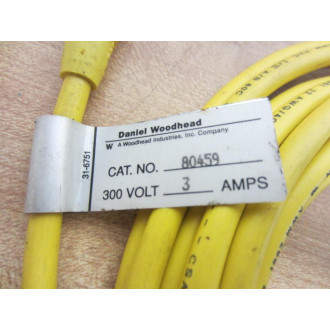 Daniel Woodhead
W A Woodhead Industries, Inc. Company
31-6751
CAT. NO. 80459
300 VOLT 3 AMPS